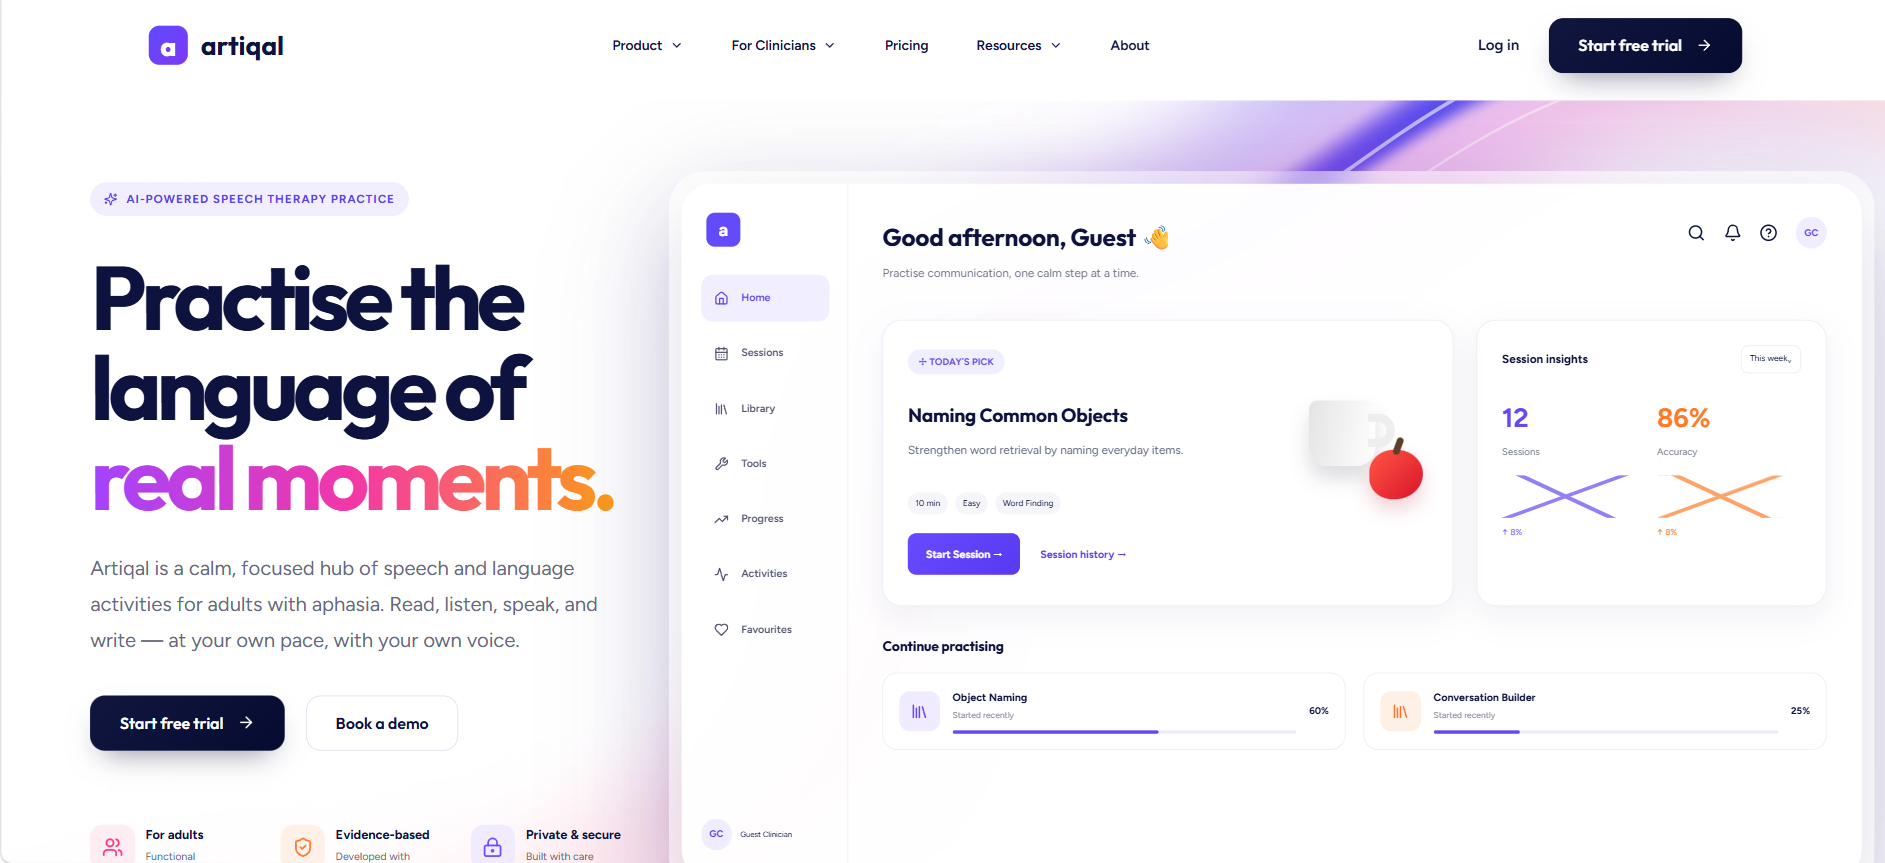 a artiqal
Product
For Clinicians
Pricing
Resources
About
Log in
Start free trial
AI-POWERED SPEECH THERAPY PRACTICE
Practise the
language of
real moments.
Artiqal is a calm, focused hub of speech and language
activities for adults with aphasia. Read, listen, speak, and
write — at your own pace, with your own voice.
Start free trial
Book a demo
For adults
Functional
Evidence-based
Developed with
Private & secure
Built with care
a
Home
Sessions
Library
Tools
Progress
Activities
Favourites
GC Guest Clinician
Good afternoon, Guest 👋
Practise communication, one calm step at a time.
GC
TODAY'S PICK
Naming Common Objects
Strengthen word retrieval by naming everyday items.
10 min
Easy
Word Finding
Start Session →
Session history →
Session insights
This week
12
Sessions
↑ 8%
86%
Accuracy
↑ 8%
Continue practising
Object Naming
Started recently
60%
Conversation Builder
Started recently
25%